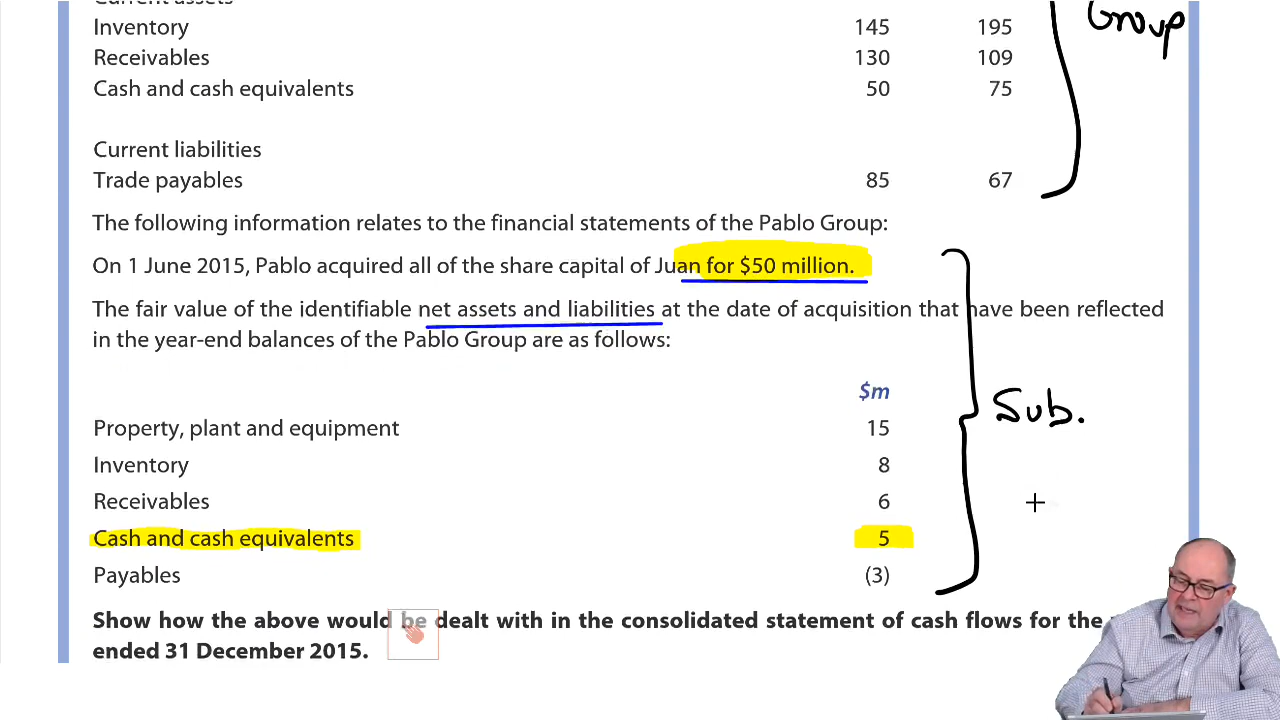 Current assets
Group
Inventory 145 195
Receivables 130 109
Cash and cash equivalents 50 75
Current liabilities
Trade payables 85 67
The following information relates to the financial statements of the Pablo Group:
On 1 June 2015, Pablo acquired all of the share capital of Juan for $50 million.
The fair value of the identifiable net assets and liabilities at the date of acquisition that have been reflected
in the year-end balances of the Pablo Group are as follows:
$m
Sub.
Property, plant and equipment 15
Inventory 8
Receivables 6
Cash and cash equivalents 5
Payables (3)
Show how the above would be dealt with in the consolidated statement of cash flows for the
ended 31 December 2015.